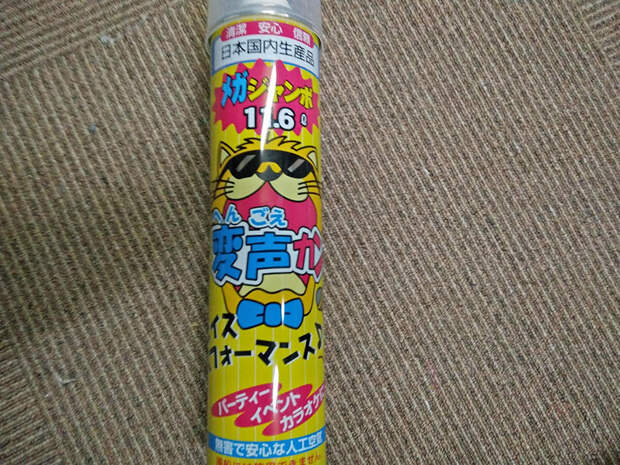 清潔 安心 信頼
日本国内生産品
メガジャンボ
11.6ℓ
へんごえ
変声カン
イス
フォーマンス
パーティー
イベント
カラオケ
無害で安心な人工空気